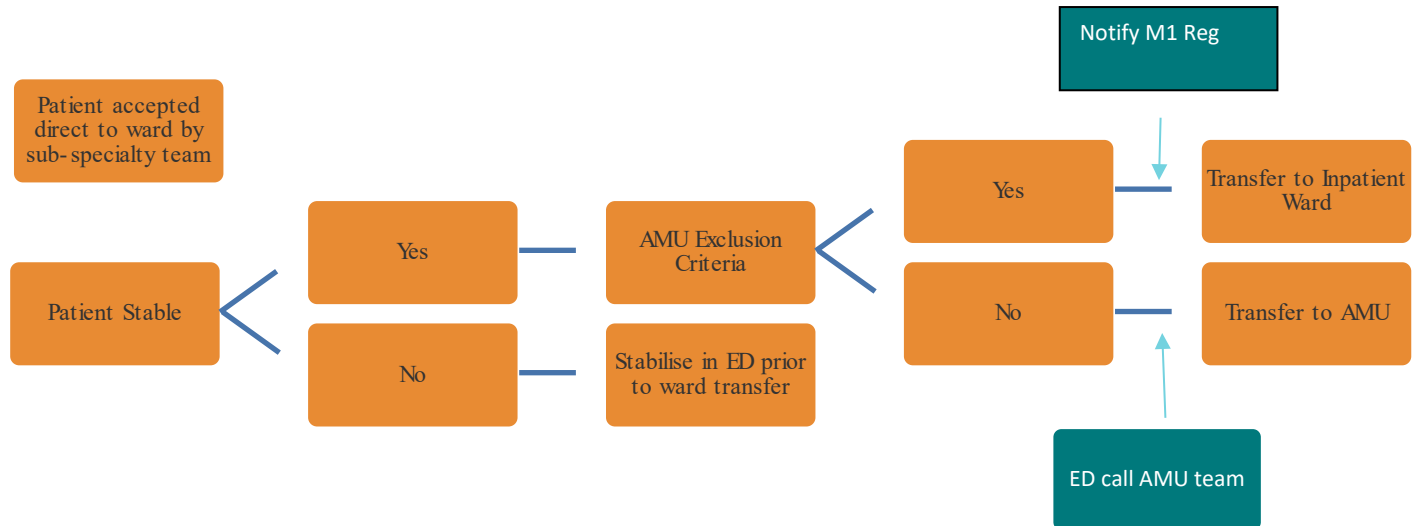 Notify M1 Reg
Patient accepted
direct to ward by
sub-specialty team
Yes
Transfer to Inpatient
Ward
Yes
AMU Exclusion
Criteria
Patient Stable
No
Transfer to AMU
No
Stabilise in ED prior
to ward transfer
ED call AMU team